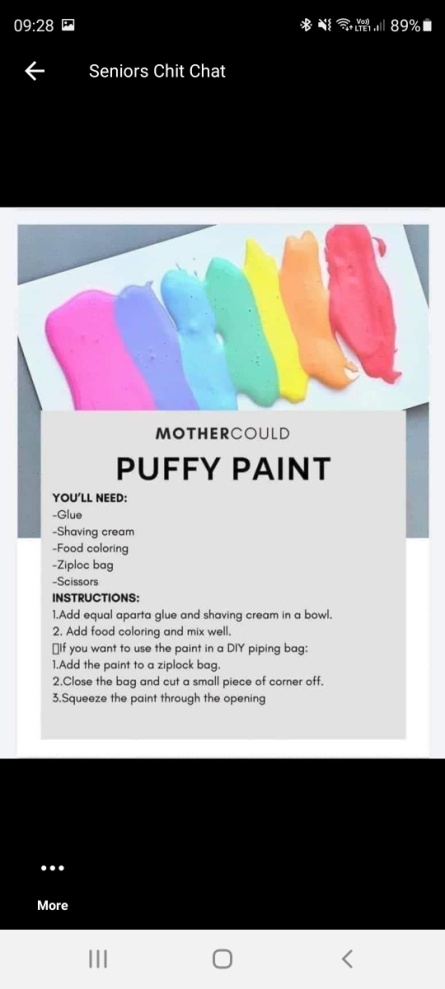 09:28 89%
Seniors Chit Chat
MOTHERCOULD
PUFFY PAINT
YOU'LL NEED:
-Glue
-Shaving cream
-Food coloring
-Ziploc bag
-Scissors
INSTRUCTIONS:
1.Add equal aparta glue and shaving cream in a bowl.
2. Add food coloring and mix well.
If you want to use the paint in a DIY piping bag:
1.Add the paint to a ziplock bag.
2.Close the bag and cut a small piece of corner off.
3.Squeeze the paint through the opening
More